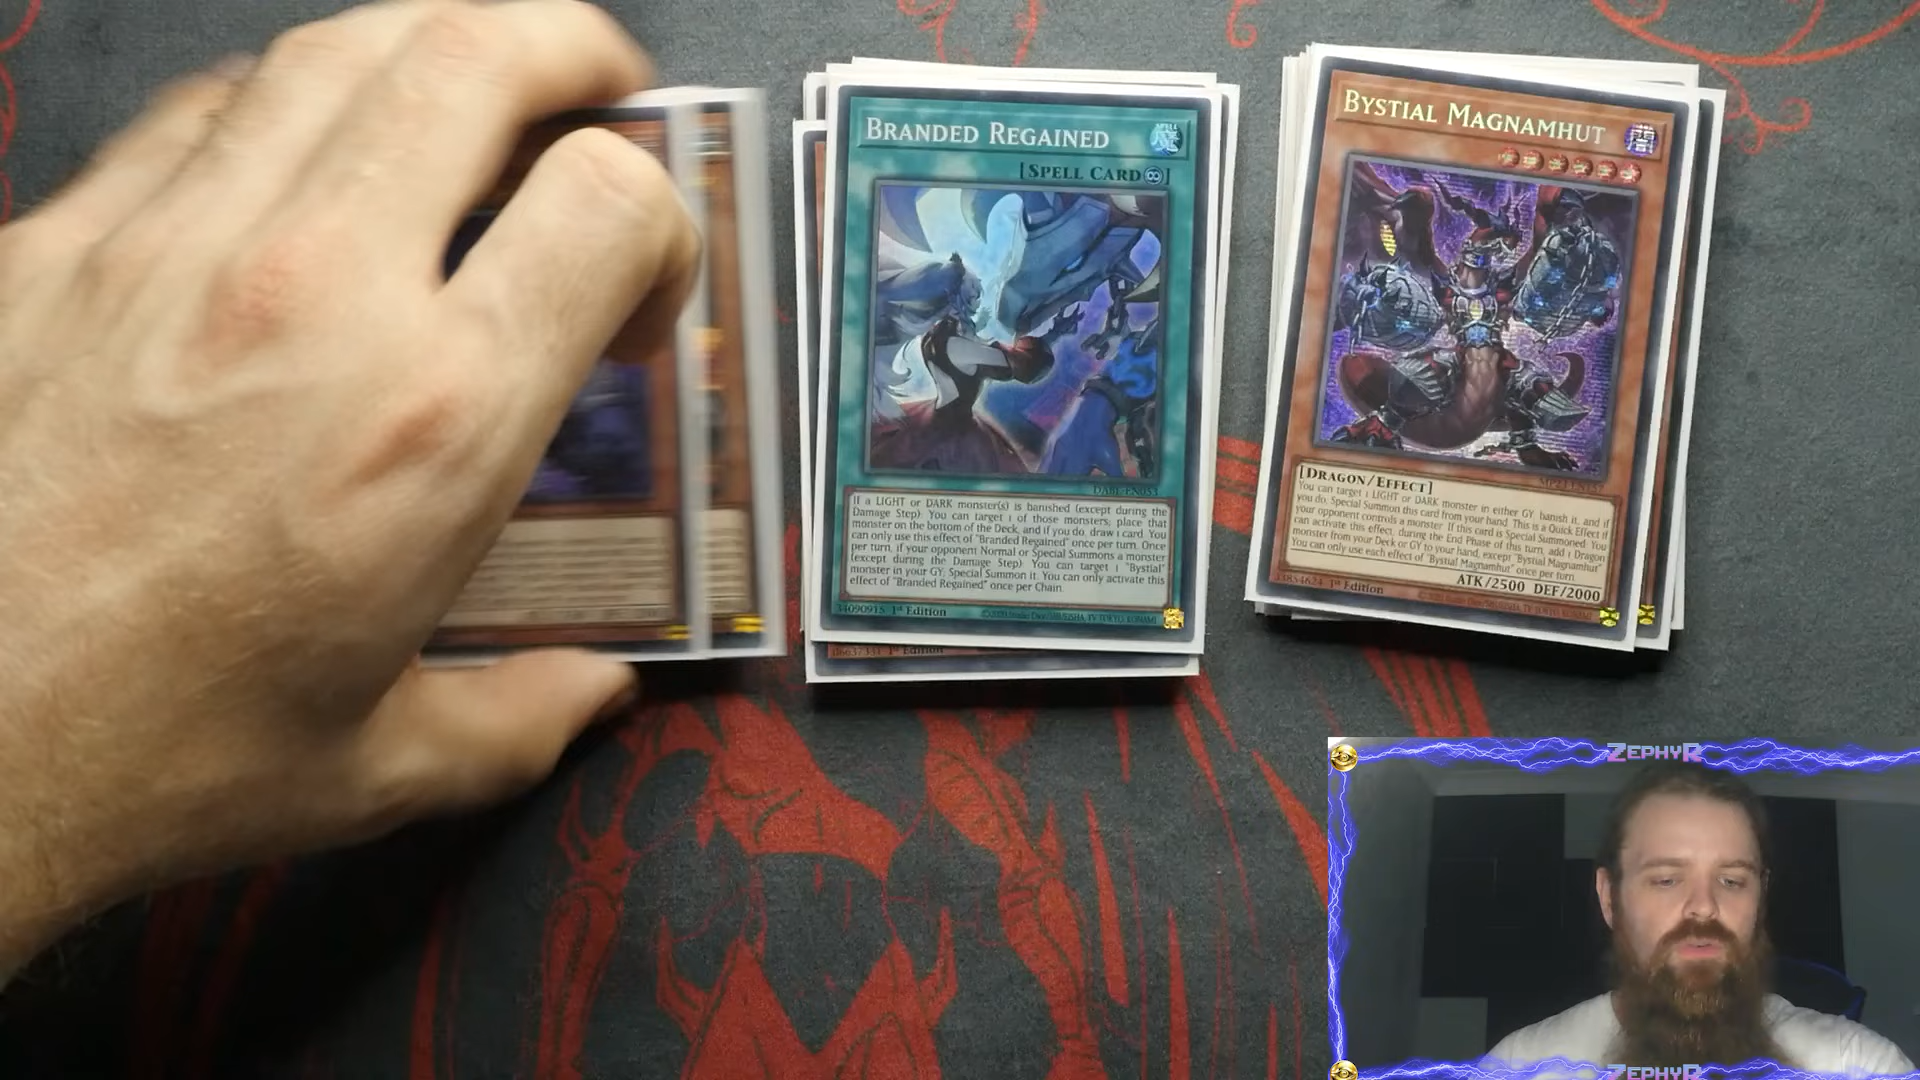 BRANDED REGAINED
SPELL
[SPELL CARD]
DABL-EN053
If a LIGHT or DARK monster(s) is banished (except during the
Damage Step): You can target 1 of those monsters; place that
monster on the bottom of the Deck, and if you do, draw 1 card. You
can only use this effect of "Branded Regained" once per turn. Once
per turn, if your opponent Normal or Special Summons a monster
(except during the Damage Step): You can target 1 "Bystial"
monster in your GY; Special Summon it. You can only activate this
effect of "Branded Regained" once per Chain.
34090915 1st Edition
1st Edition
BYSTIAL MAGNAMHUT
闇
[DRAGON/EFFECT]
You can target 1 LIGHT or DARK monster in either GY; banish it, and if
you do, Special Summon this card from your hand. This is a Quick Effect if
your opponent controls a monster. If this card is Special Summoned: You
can activate this effect; during the End Phase of this turn, add 1 Dragon
monster from your Deck or GY to your hand, except "Bystial Magnamhut".
You can only use each effect of "Bystial Magnamhut" once per turn.
ATK/2500 DEF/2000
33854624 1st Edition
ZEPHYR
ZEPHYR